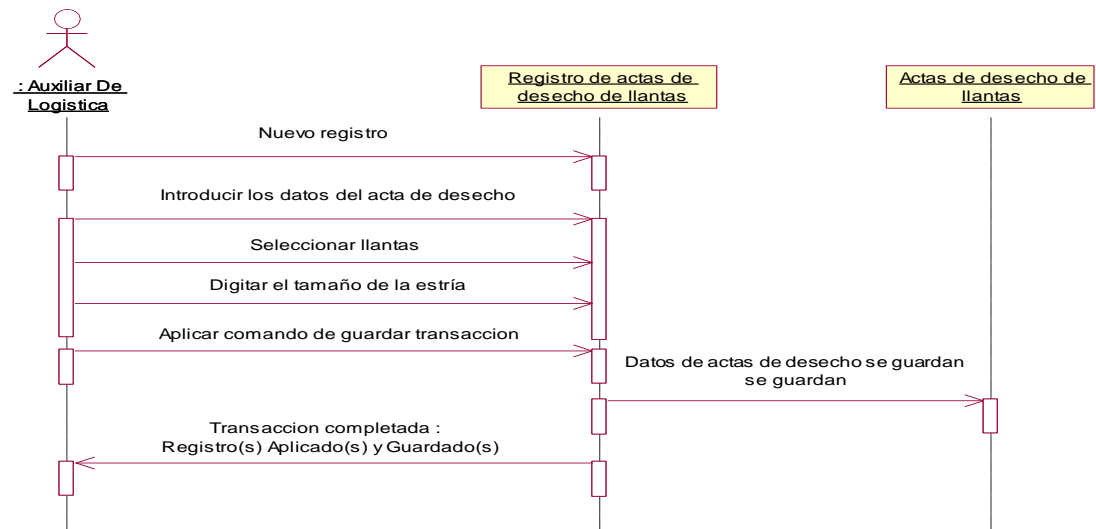 : Auxiliar De
Logistica
Registro de actas de
desecho de llantas
Actas de desecho de
llantas
Nuevo registro
Introducir los datos del acta de desecho
Seleccionar llantas
Digitar el tamaño de la estría
Aplicar comando de guardar transaccion
Datos de actas de desecho se guardan
se guardan
Transaccion completada :
Registro(s) Aplicado(s) y Guardado(s)